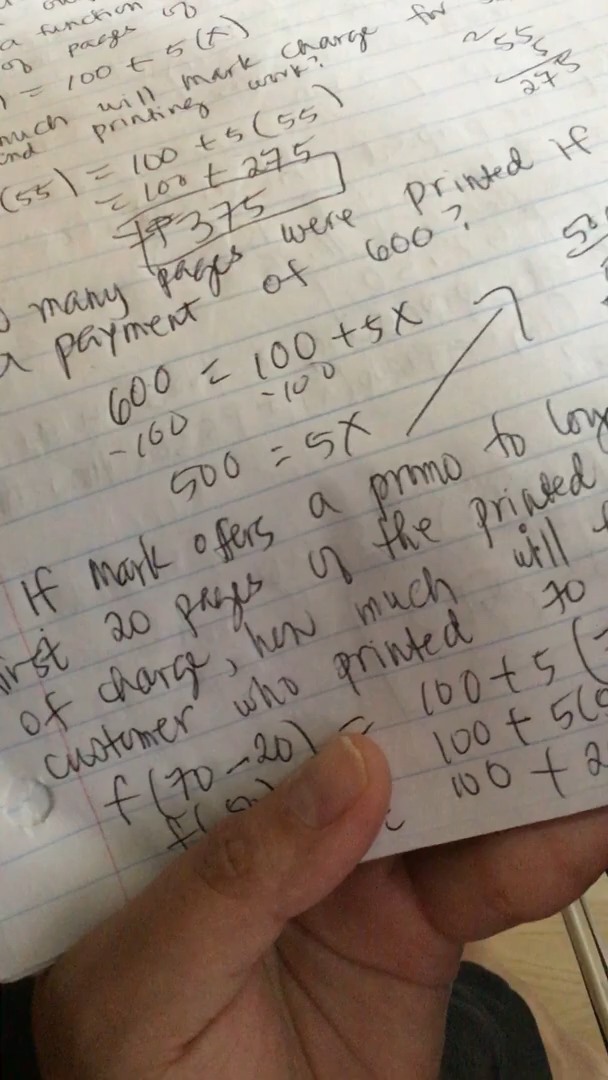 a function
of pages of
= 100 + 5(x)
much will mark charge for
and printing work?
(55) = 100 + 5(55)
= 100 + 275
₱375
555
275
many pages were printed if
a payment of 600?
600 = 100 + 5x
-100 -100
500 = 5x
If mark offers a promo to
first 20 pages of the printed
of charge, how much will
customer who printed 70
f(70-20) = 100 + 5(
100 + 5(
100 + 2